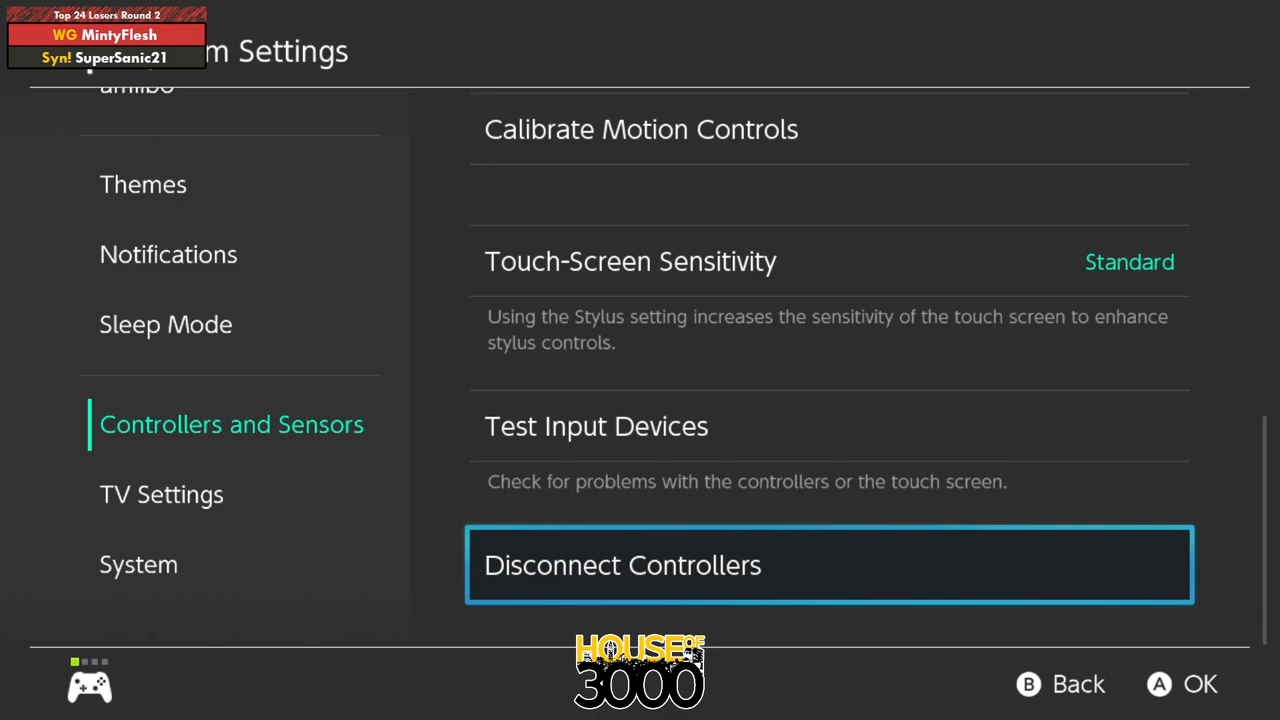 Top 24 Losers Round 2
WG MintyFlesh
Syn! SuperSanic21
m Settings
amiibo
Themes
Notifications
Sleep Mode
Controllers and Sensors
TV Settings
System
Calibrate Motion Controls
Touch-Screen Sensitivity Standard
Using the Stylus setting increases the sensitivity of the touch screen to enhance
stylus controls.
Test Input Devices
Check for problems with the controllers or the touch screen.
Disconnect Controllers
HOUSE OF
3000
B Back A OK